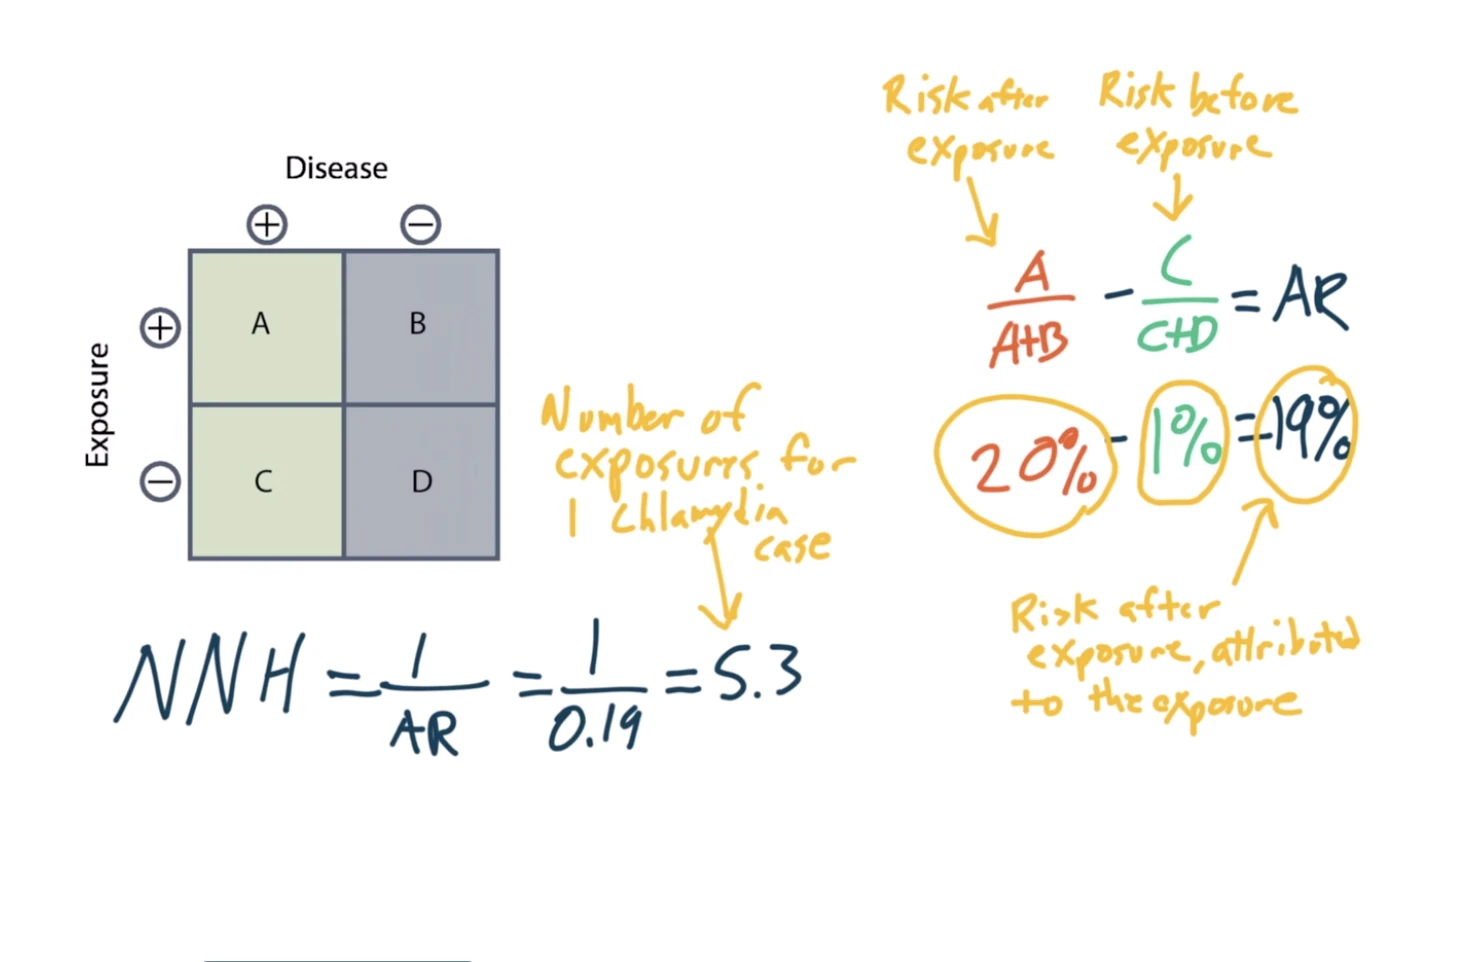 Risk after
exposure
Risk before
exposure
Disease
+ −
Exposure
+
A B
−
C D
A/A+B - C/C+D = AR
20% - 1% = 19%
Number of
exposures for
1 Chlamydia
case
Risk after
exposure, attributed
to the exposure
NNH = 1/AR = 1/0.19 = 5.3